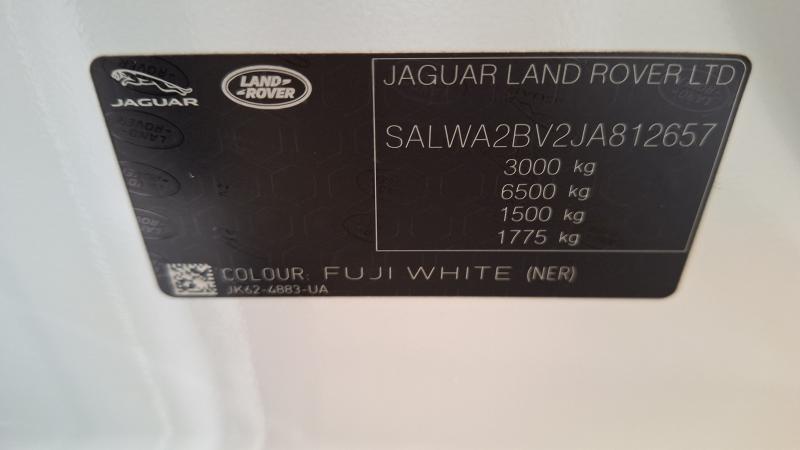 JAGUAR
LAND-
-ROVER
JAGUAR LAND ROVER LTD
SALWA2BV2JA812657
3000 kg
6500 kg
1500 kg
1775 kg
COLOUR: FUJI WHITE (NER)
JK62-4883-UA